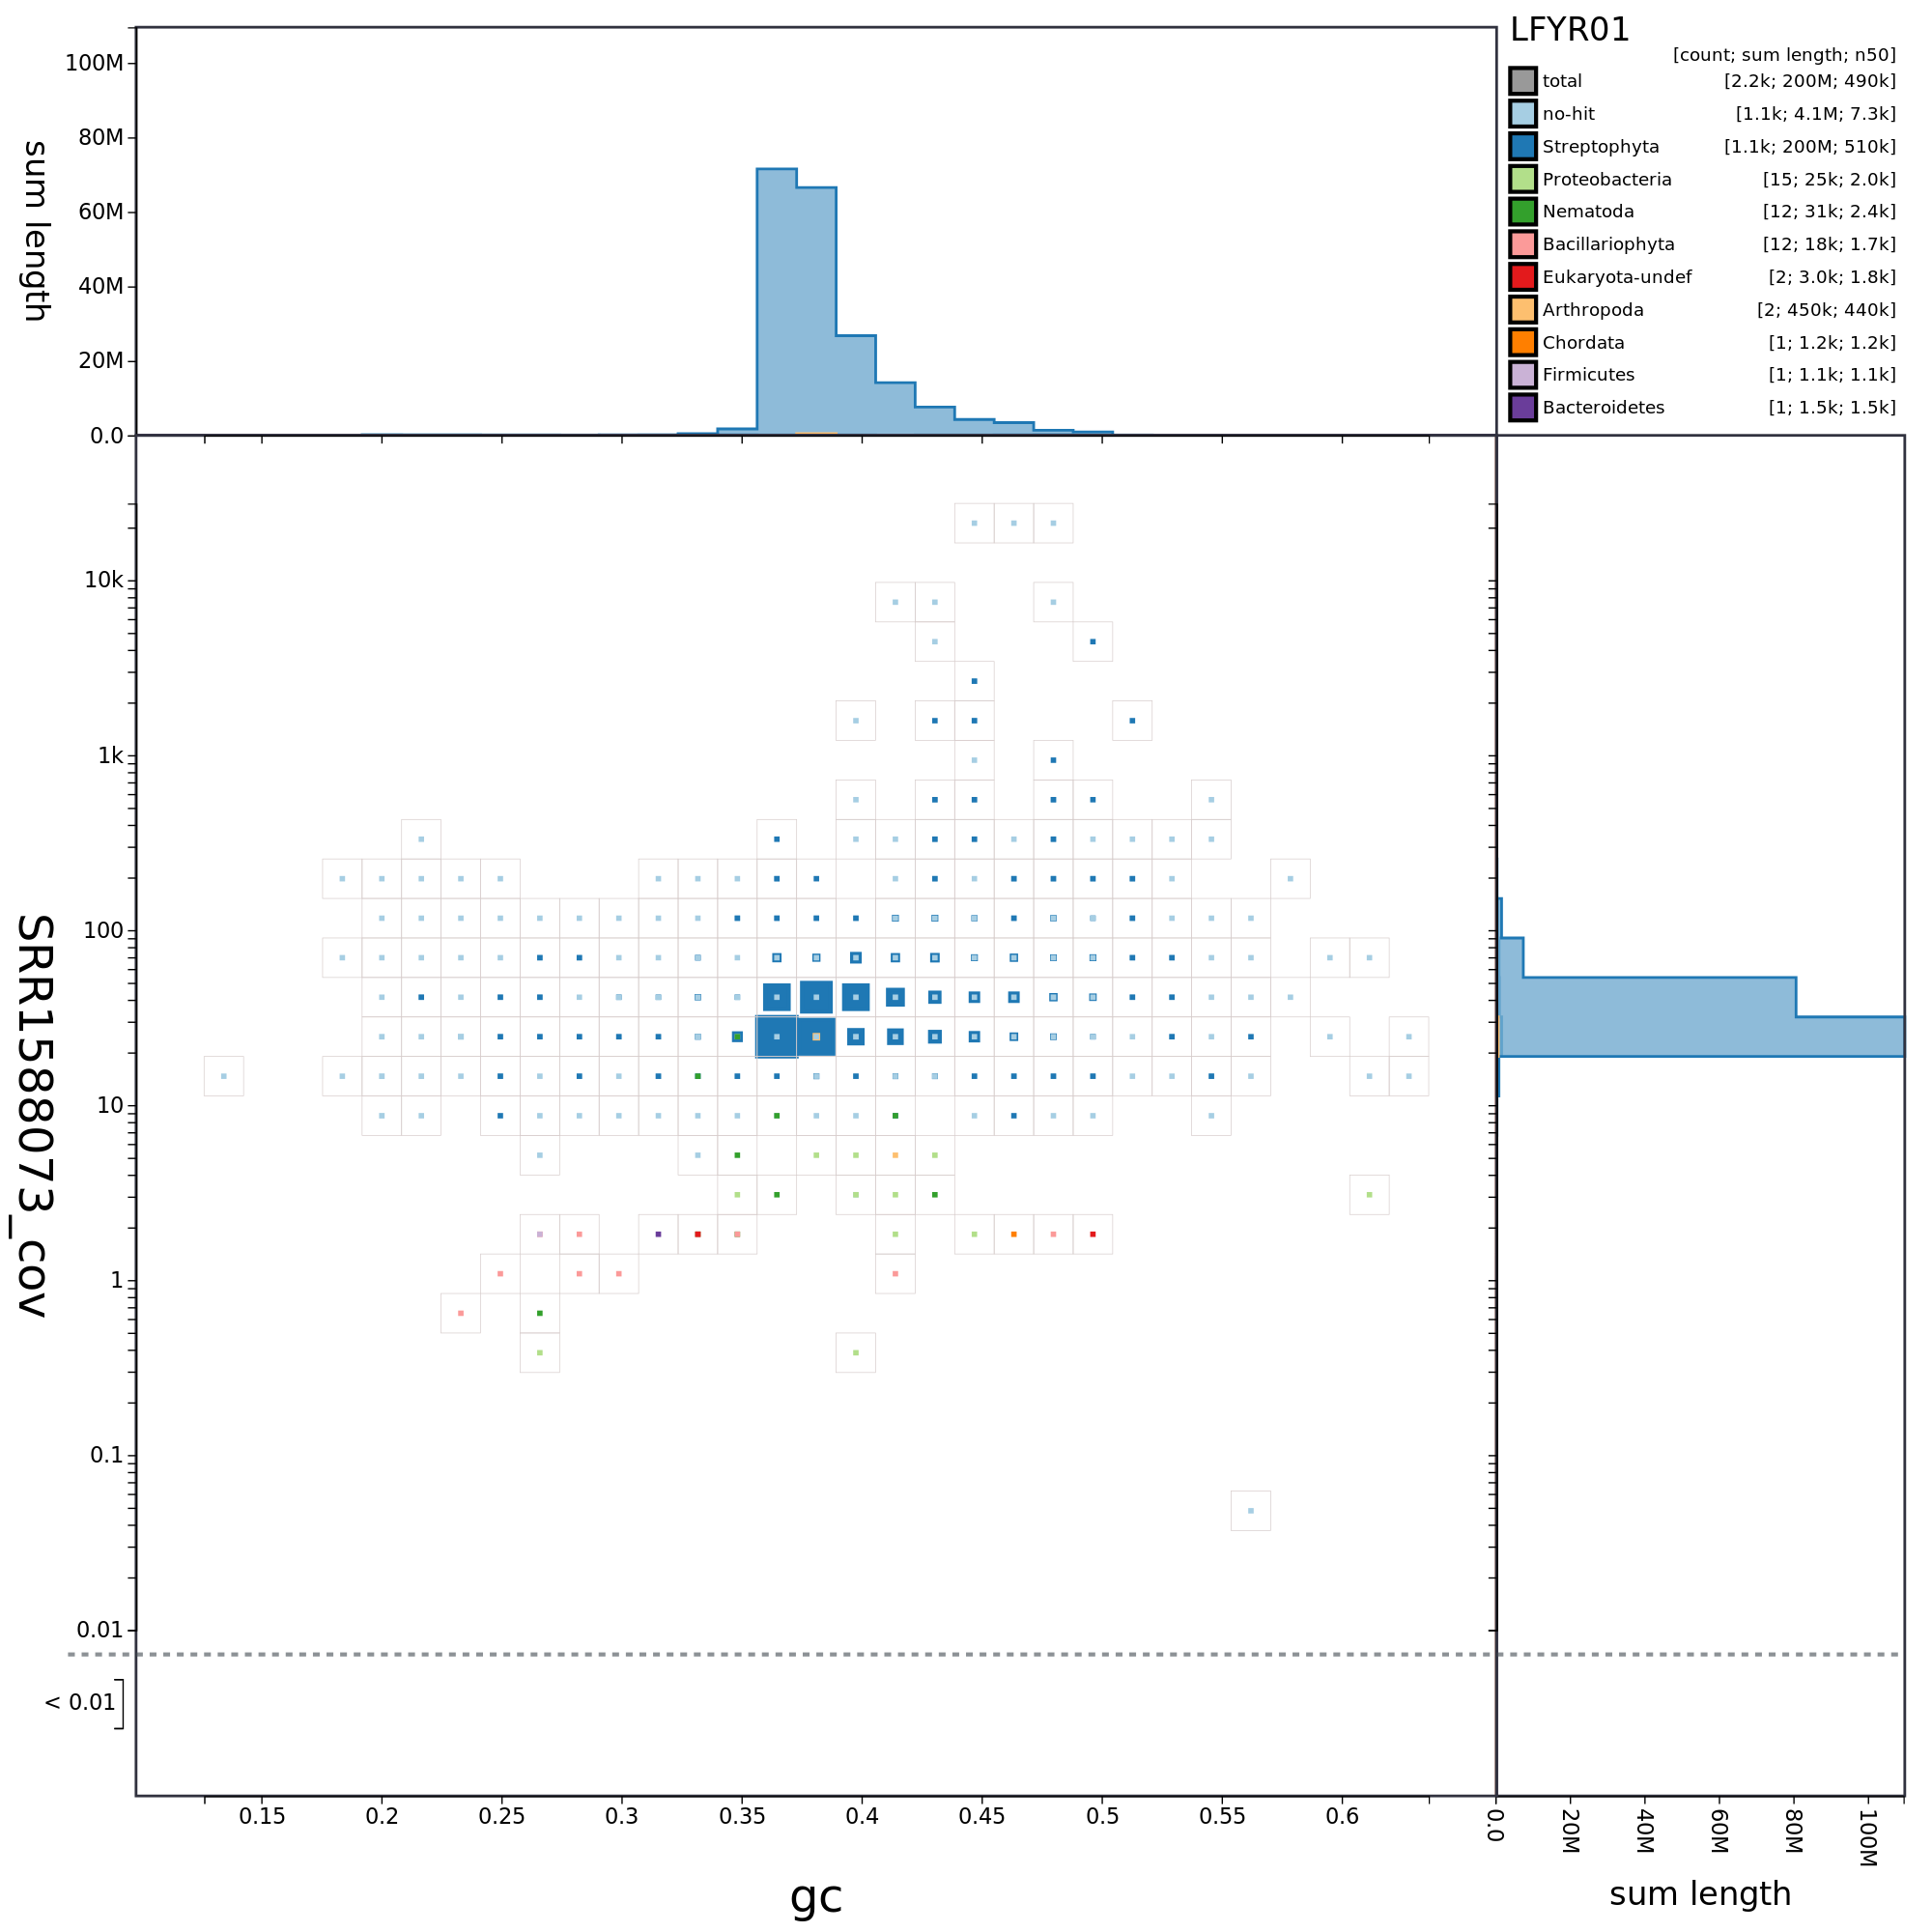 LFYR01
[count; sum length; n50]
total [2.2k; 200M; 490k]
no-hit [1.1k; 4.1M; 7.3k]
Streptophyta [1.1k; 200M; 510k]
Proteobacteria [15; 25k; 2.0k]
Nematoda [12; 31k; 2.4k]
Bacillariophyta [12; 18k; 1.7k]
Eukaryota-undef [2; 3.0k; 1.8k]
Arthropoda [2; 450k; 440k]
Chordata [1; 1.2k; 1.2k]
Firmicutes [1; 1.1k; 1.1k]
Bacteroidetes [1; 1.5k; 1.5k]
sum length
100M
80M
60M
40M
20M
0.0
SRR1588073_cov
10k
1k
100
10
1
0.1
0.01
< 0.01
0.15 0.2 0.25 0.3 0.35 0.4 0.45 0.5 0.55 0.6
gc
0.0 20M 40M 60M 80M 100M
sum length